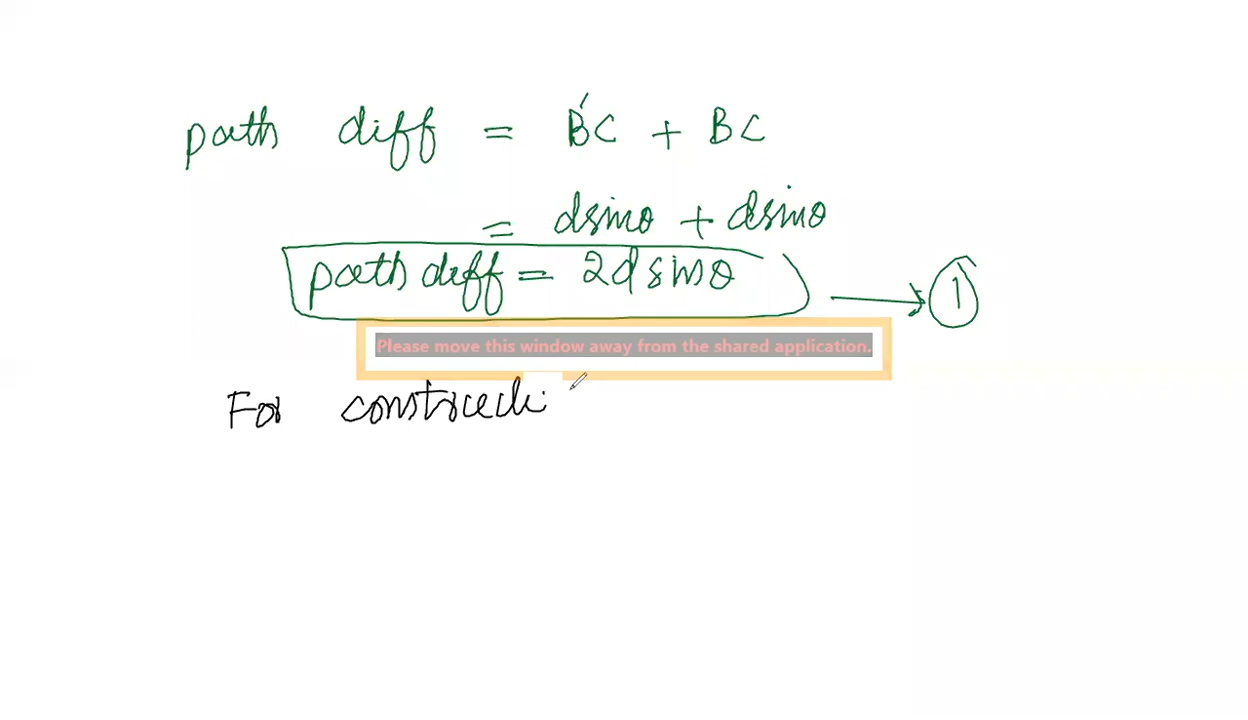 path diff = B'C + BC
= dsinθ + dsinθ
path diff = 2dsinθ → 1
Please move this window away from the shared application.
For constructi